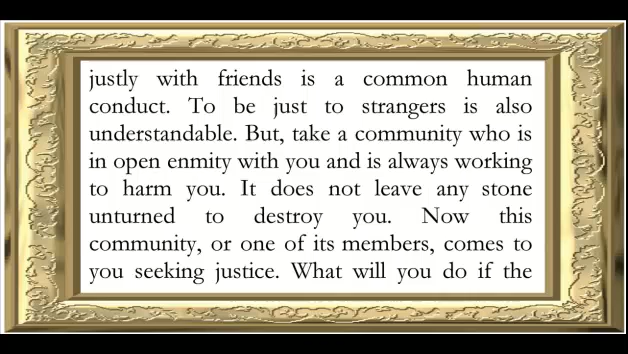 justly with friends is a common human
conduct. To be just to strangers is also
understandable. But, take a community who is
in open enmity with you and is always working
to harm you. It does not leave any stone
unturned to destroy you. Now this
community, or one of its members, comes to
you seeking justice. What will you do if the